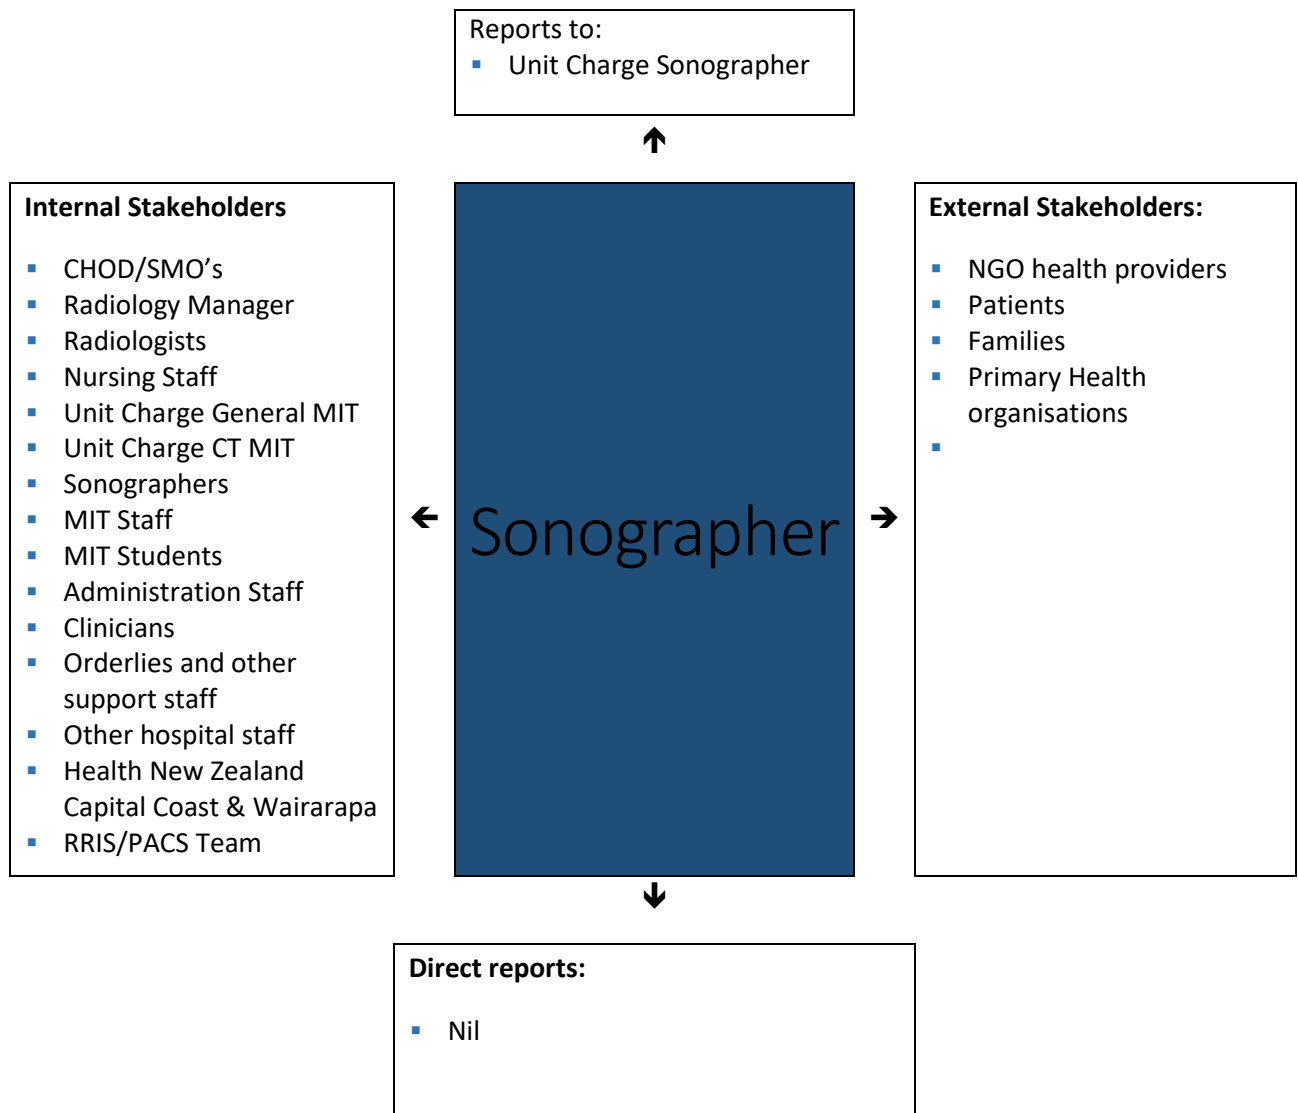 Reports to:
▪ Unit Charge Sonographer
Internal Stakeholders
▪ CHOD/SMO’s
▪ Radiology Manager
▪ Radiologists
▪ Nursing Staff
▪ Unit Charge General MIT
▪ Unit Charge CT MIT
▪ Sonographers
▪ MIT Staff
▪ MIT Students
▪ Administration Staff
▪ Clinicians
▪ Orderlies and other
support staff
▪ Other hospital staff
▪ Health New Zealand
Capital Coast & Wairarapa
▪ RRIS/PACS Team
Sonographer
External Stakeholders:
▪ NGO health providers
▪ Patients
▪ Families
▪ Primary Health
organisations
▪
Direct reports:
▪ Nil